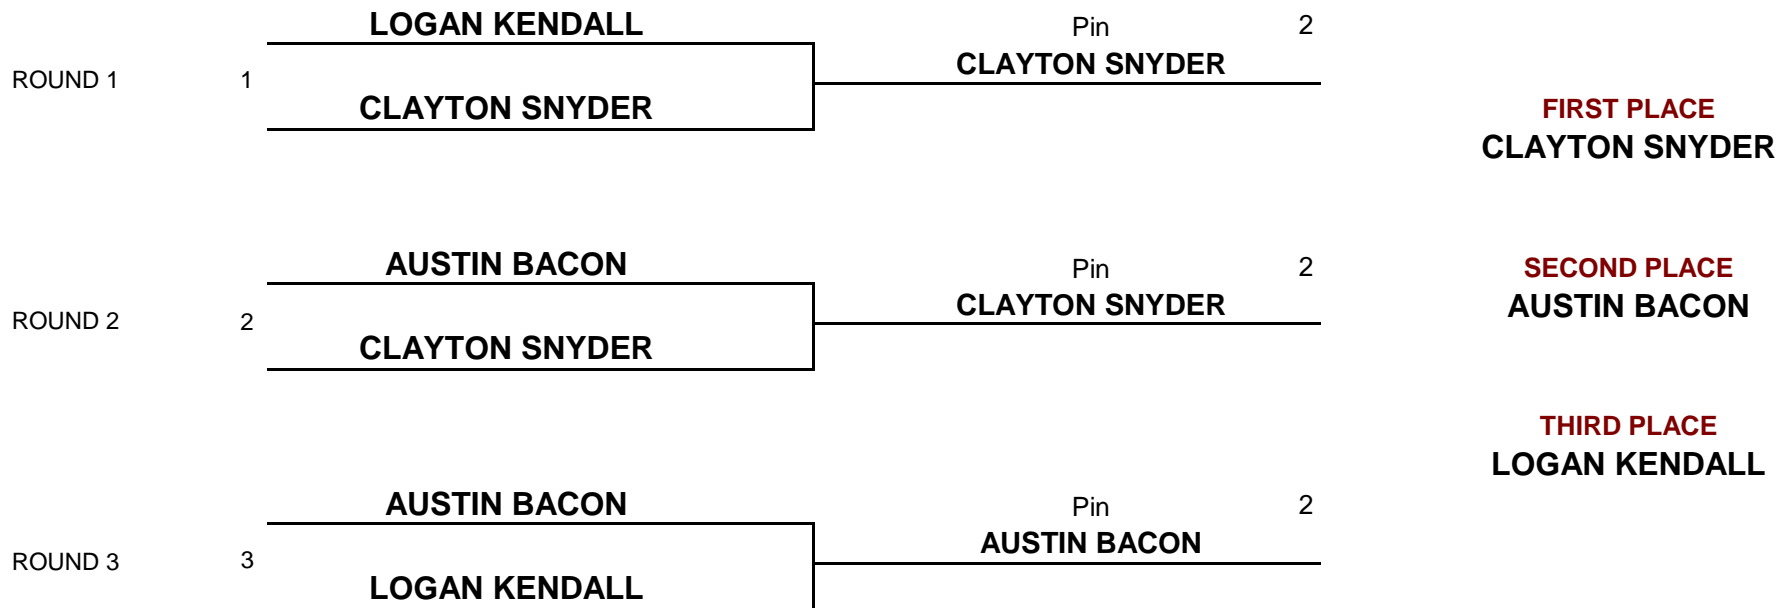 LOGAN KENDALL
Pin 2
ROUND 1 1
CLAYTON SNYDER
CLAYTON SNYDER
FIRST PLACE
CLAYTON SNYDER
AUSTIN BACON
Pin 2
ROUND 2 2
CLAYTON SNYDER
CLAYTON SNYDER
SECOND PLACE
AUSTIN BACON
THIRD PLACE
LOGAN KENDALL
AUSTIN BACON
Pin 2
ROUND 3 3
AUSTIN BACON
LOGAN KENDALL